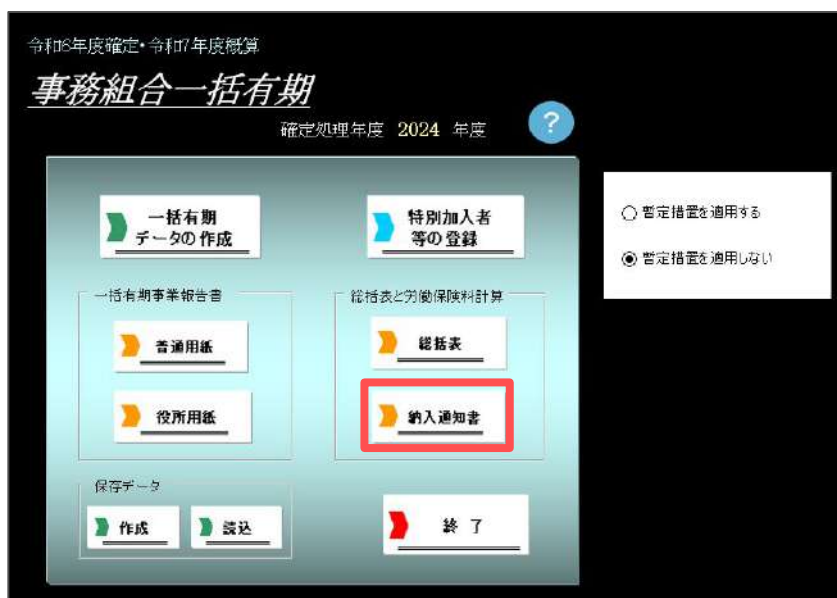 令和6年度確定・令和7年度概算
事務組合一括有期
確定処理年度 2024 年度
?
一括有期
データの作成
特別加入者
等の登録
暫定措置を適用する
暫定措置を適用しない
一括有期事業報告書
総括表と労働保険料計算
普通用紙
総括表
役所用紙
納入通知書
保存データ
作成
読込
終了